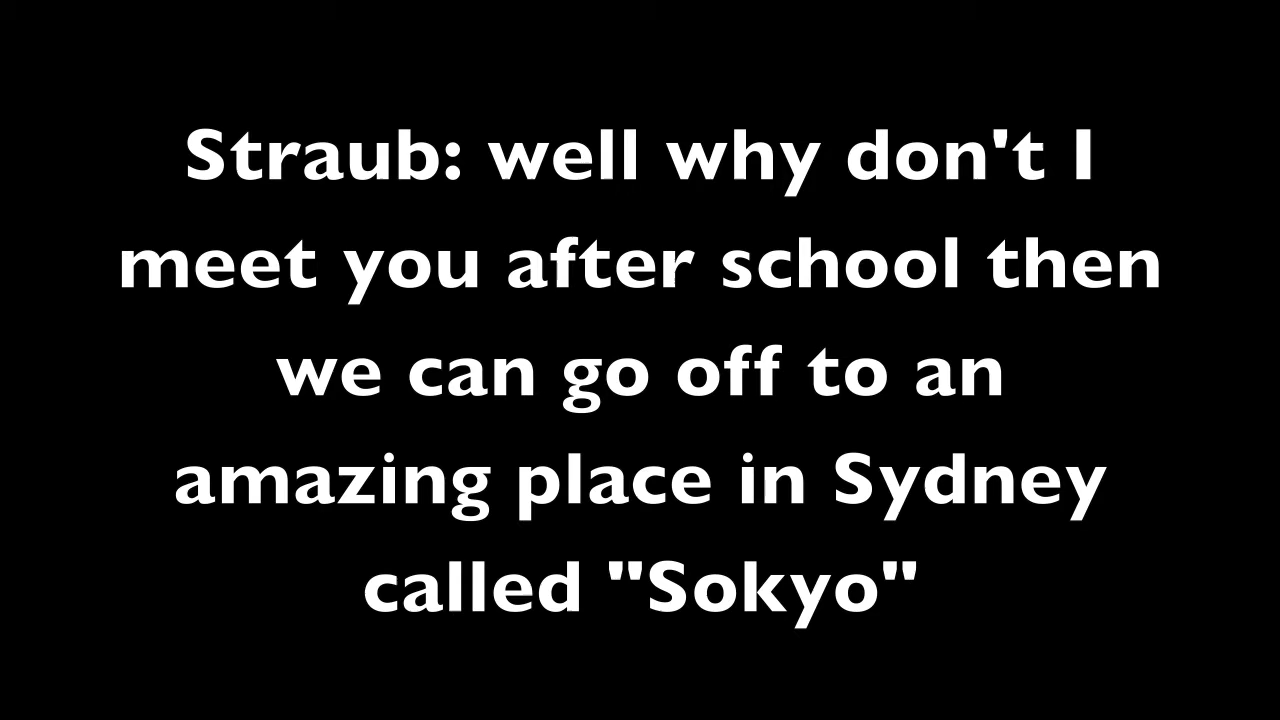 Straub: well why don't I
meet you after school then
we can go off to an
amazing place in Sydney
called "Sokyo"